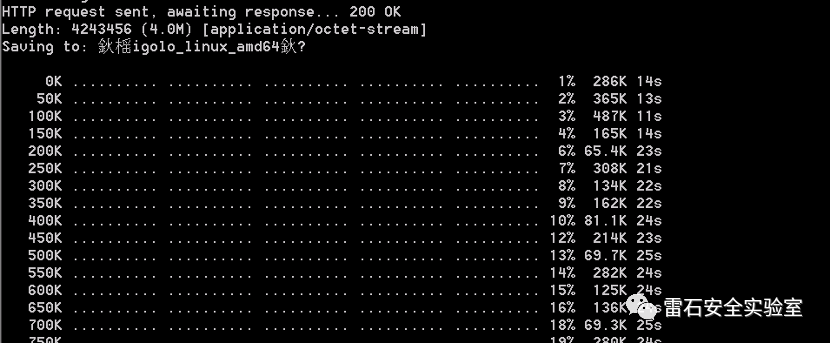 HTTP request sent, awaiting response... 200 OK
Length: 4243456 (4.0M) [application/octet-stream]
Saving to: 鈥榣igolo_linux_amd64鈥?
0K .......... .......... .......... .......... .......... 1% 286K 14s
50K .......... .......... .......... .......... .......... 2% 365K 13s
100K .......... .......... .......... .......... .......... 3% 487K 11s
150K .......... .......... .......... .......... .......... 4% 165K 14s
200K .......... .......... .......... .......... .......... 6% 65.4K 23s
250K .......... .......... .......... .......... .......... 7% 308K 21s
300K .......... .......... .......... .......... .......... 8% 134K 22s
350K .......... .......... .......... .......... .......... 9% 162K 22s
400K .......... .......... .......... .......... .......... 10% 81.1K 24s
450K .......... .......... .......... .......... .......... 12% 214K 23s
500K .......... .......... .......... .......... .......... 13% 69.7K 25s
550K .......... .......... .......... .......... .......... 14% 282K 24s
600K .......... .......... .......... .......... .......... 15% 125K 24s
650K .......... .......... .......... .......... .......... 16% 136K 25s
雷石安全实验室
700K .......... .......... .......... .......... .......... 18% 69.3K 25s
750K .......... .......... .......... .......... .......... 19% 280K 24s